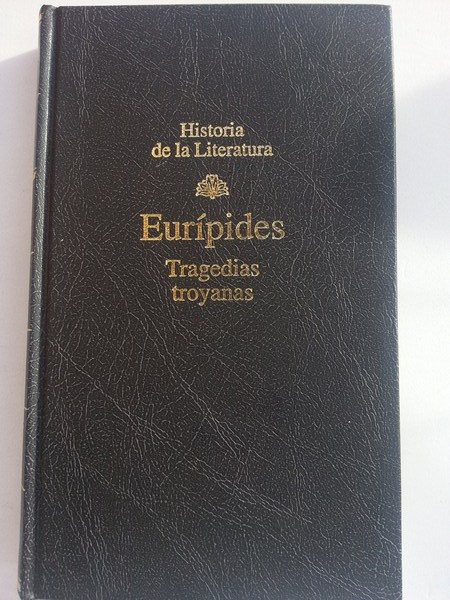 Historia
de la Literatura
Eurípides
Tragedias
troyanas